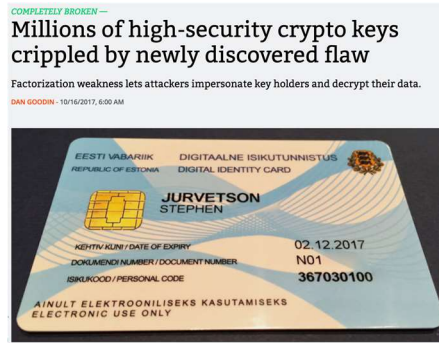 COMPLETELY BROKEN —
Millions of high-security crypto keys
crippled by newly discovered flaw
Factorization weakness lets attackers impersonate key holders and decrypt their data.
DAN GOODIN - 10/16/2017, 6:00 AM
EESTI VABARIIK DIGITAALNE ISIKUTUNNISTUS
REPUBLIC OF ESTONIA DIGITAL IDENTITY CARD
JURVETSON
STEPHEN
KEHTIV KUNI / DATE OF EXPIRY 02.12.2017
DOKUMENDI NUMBER / DOCUMENT NUMBER N01
ISIKUKOOD / PERSONAL CODE 367030100
AINULT ELEKTROONILISEKS KASUTAMISEKS
ELECTRONIC USE ONLY